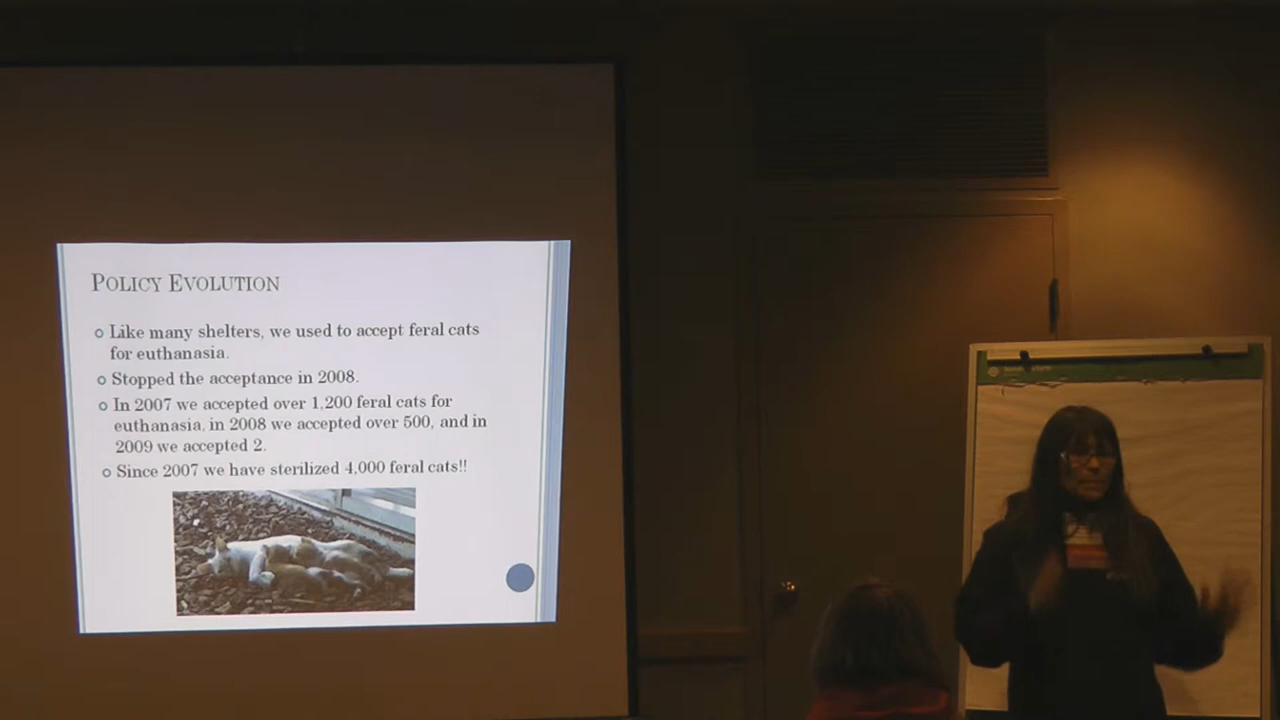 POLICY EVOLUTION
Like many shelters, we used to accept feral cats
for euthanasia.
Stopped the acceptance in 2008.
In 2007 we accepted over 1,200 feral cats for
euthanasia, in 2008 we accepted over 500, and in
2009 we accepted 2.
Since 2007 we have sterilized 4,000 feral cats!!